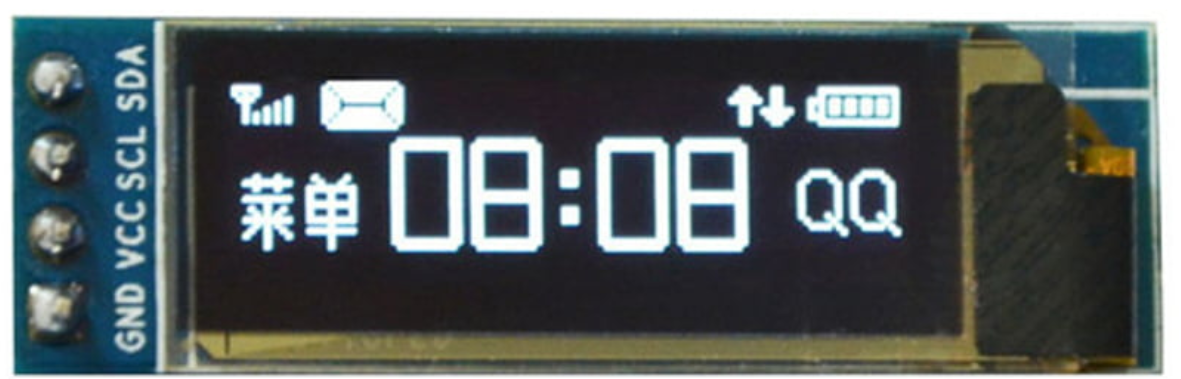 SDA
SCL
VCC
GND
菜单 08:08 QQ